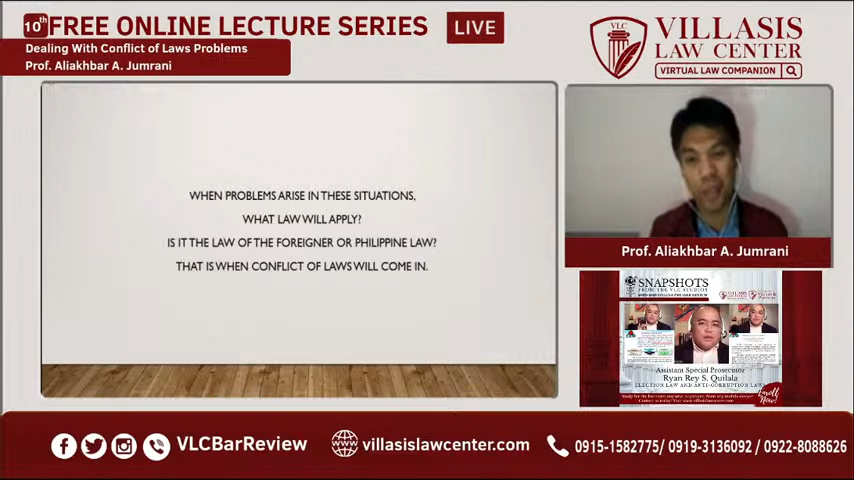 10th FREE ONLINE LECTURE SERIES
LIVE
Dealing With Conflict of Laws Problems
Prof. Aliakhbar A. Jumrani
VLC
VILLASIS
LAW CENTER
VIRTUAL LAW COMPANION
WHEN PROBLEMS ARISE IN THESE SITUATIONS,
WHAT LAW WILL APPLY?
IS IT THE LAW OF THE FOREIGNER OR PHILIPPINE LAW?
THAT IS WHEN CONFLICT OF LAWS WILL COME IN.
Prof. Aliakhbar A. Jumrani
SNAPSHOTS
FROM THE VLC STUDIOS
Assistant Special Prosecutor
Ryan Rey S. Quilala
ELECTION LAW AND ANTI-CORRUPTION LAWS
Enroll
Now!
VLCBarReview
villasislawcenter.com
0915-1582775/ 0919-3136092 / 0922-8088626